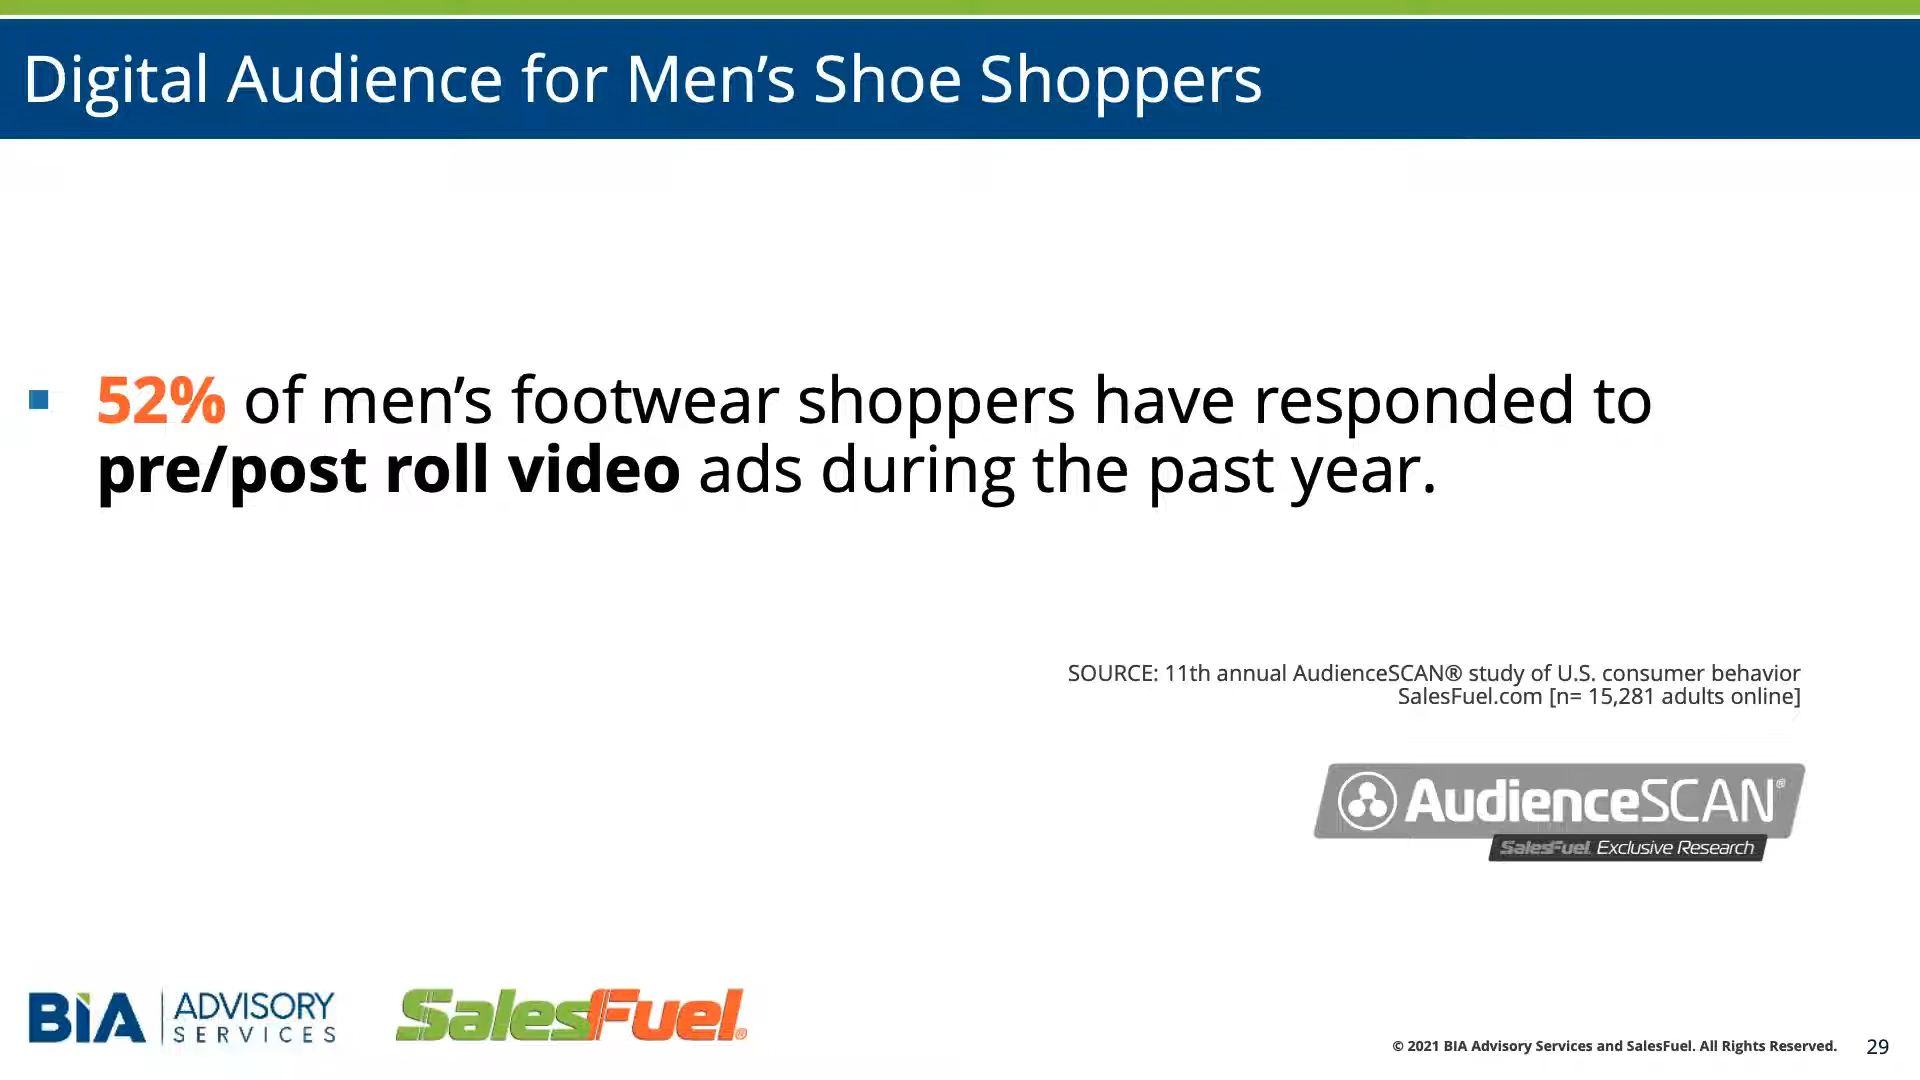 Digital Audience for Men’s Shoe Shoppers
52% of men’s footwear shoppers have responded to
pre/post roll video ads during the past year.
SOURCE: 11th annual AudienceSCAN® study of U.S. consumer behavior
SalesFuel.com [n= 15,281 adults online]
AudienceSCAN®
SalesFuel Exclusive Research
BIA ADVISORY
SERVICES
SalesFuel®
© 2021 BIA Advisory Services and SalesFuel. All Rights Reserved. 29